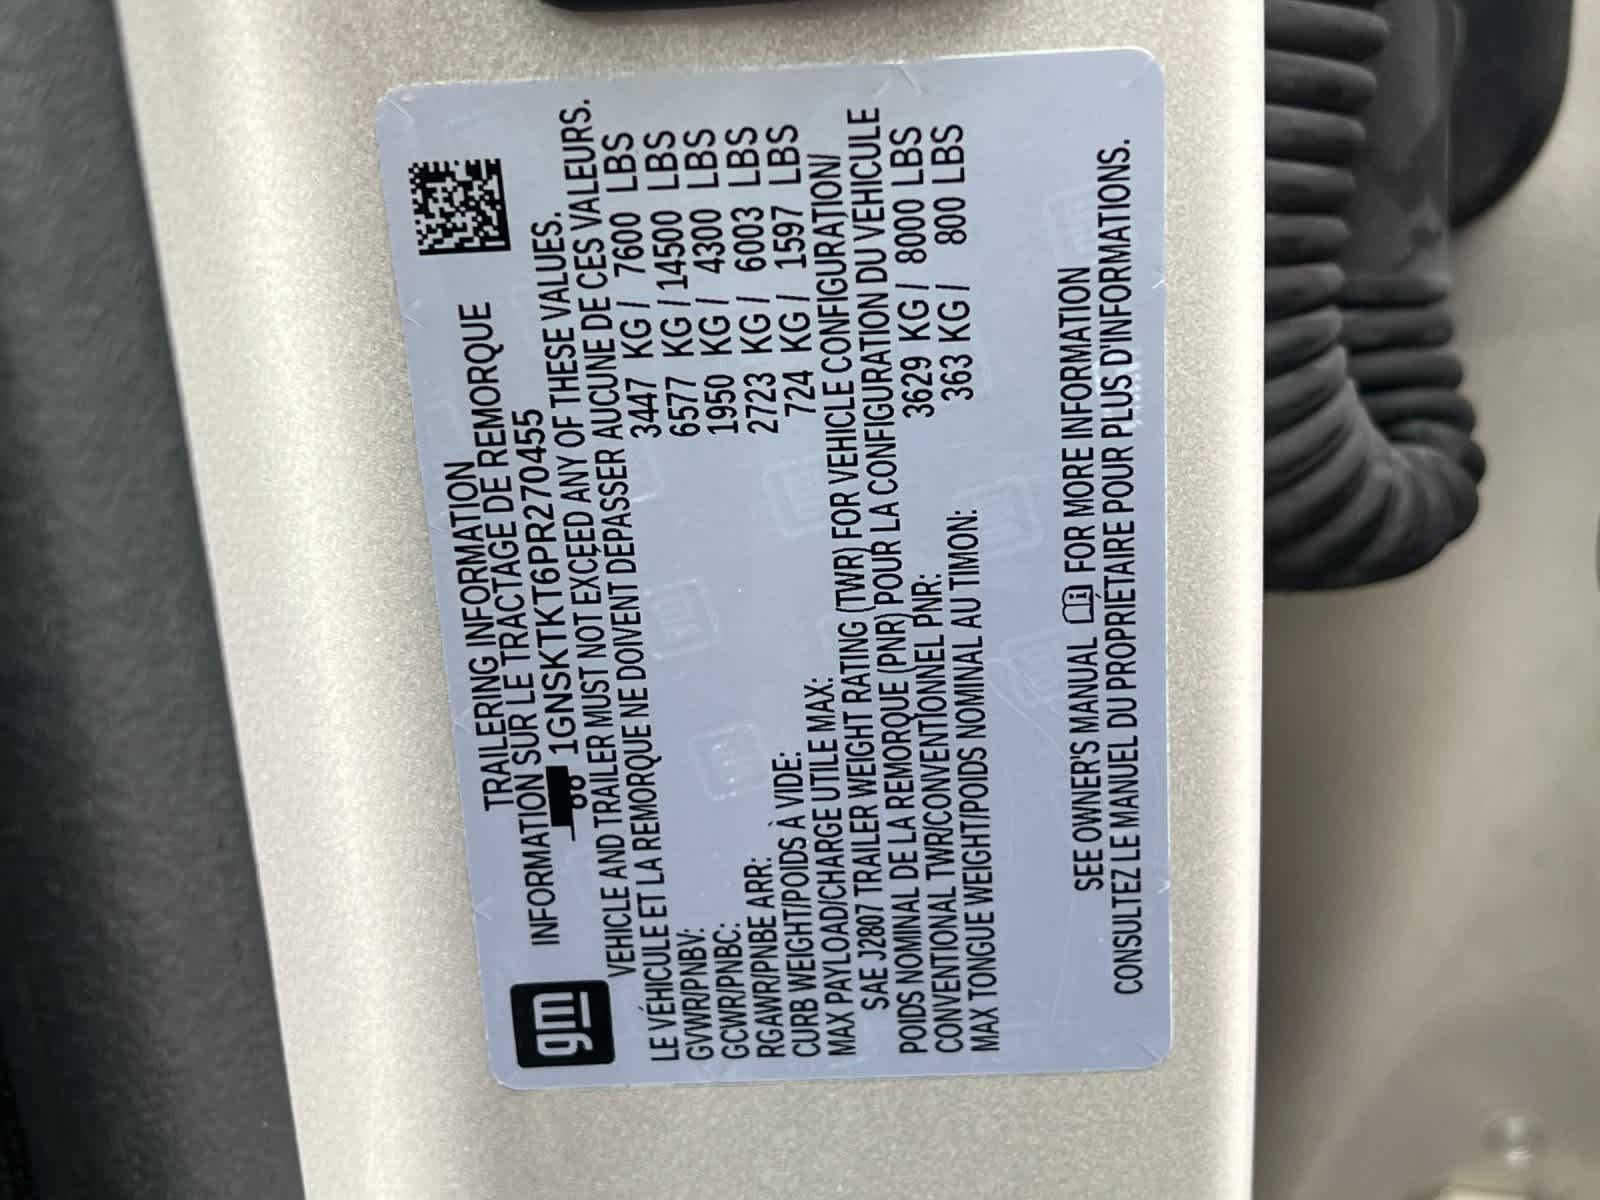 gm
TRAILERING INFORMATION
INFORMATION SUR LE TRACTAGE DE REMORQUE
1GNSKTKT6PR270455
VEHICLE AND TRAILER MUST NOT EXCEED ANY OF THESE VALUES.
LE VÉHICULE ET LA REMORQUE NE DOIVENT DEPASSER AUCUNE DE CES VALEURS.
GVWR/PNBV: 3447 KG / 7600 LBS
GCWR/PNBC: 6577 KG / 14500 LBS
RGAWR/PNBE ARR: 1950 KG / 4300 LBS
CURB WEIGHT/POIDS À VIDE: 2723 KG / 6003 LBS
MAX PAYLOAD/CHARGE UTILE MAX: 724 KG / 1597 LBS
SAE J2807 TRAILER WEIGHT RATING (TWR) FOR VEHICLE CONFIGURATION/
POIDS NOMINAL DE LA REMORQUE (PNR) POUR LA CONFIGURATION DU VÉHICULE
CONVENTIONAL TWR/CONVENTIONNEL PNR: 3629 KG / 8000 LBS
MAX TONGUE WEIGHT/POIDS NOMINAL AU TIMON: 363 KG / 800 LBS
SEE OWNER'S MANUAL FOR MORE INFORMATION
CONSULTEZ LE MANUEL DU PROPRIÉTAIRE POUR PLUS D'INFORMATIONS.